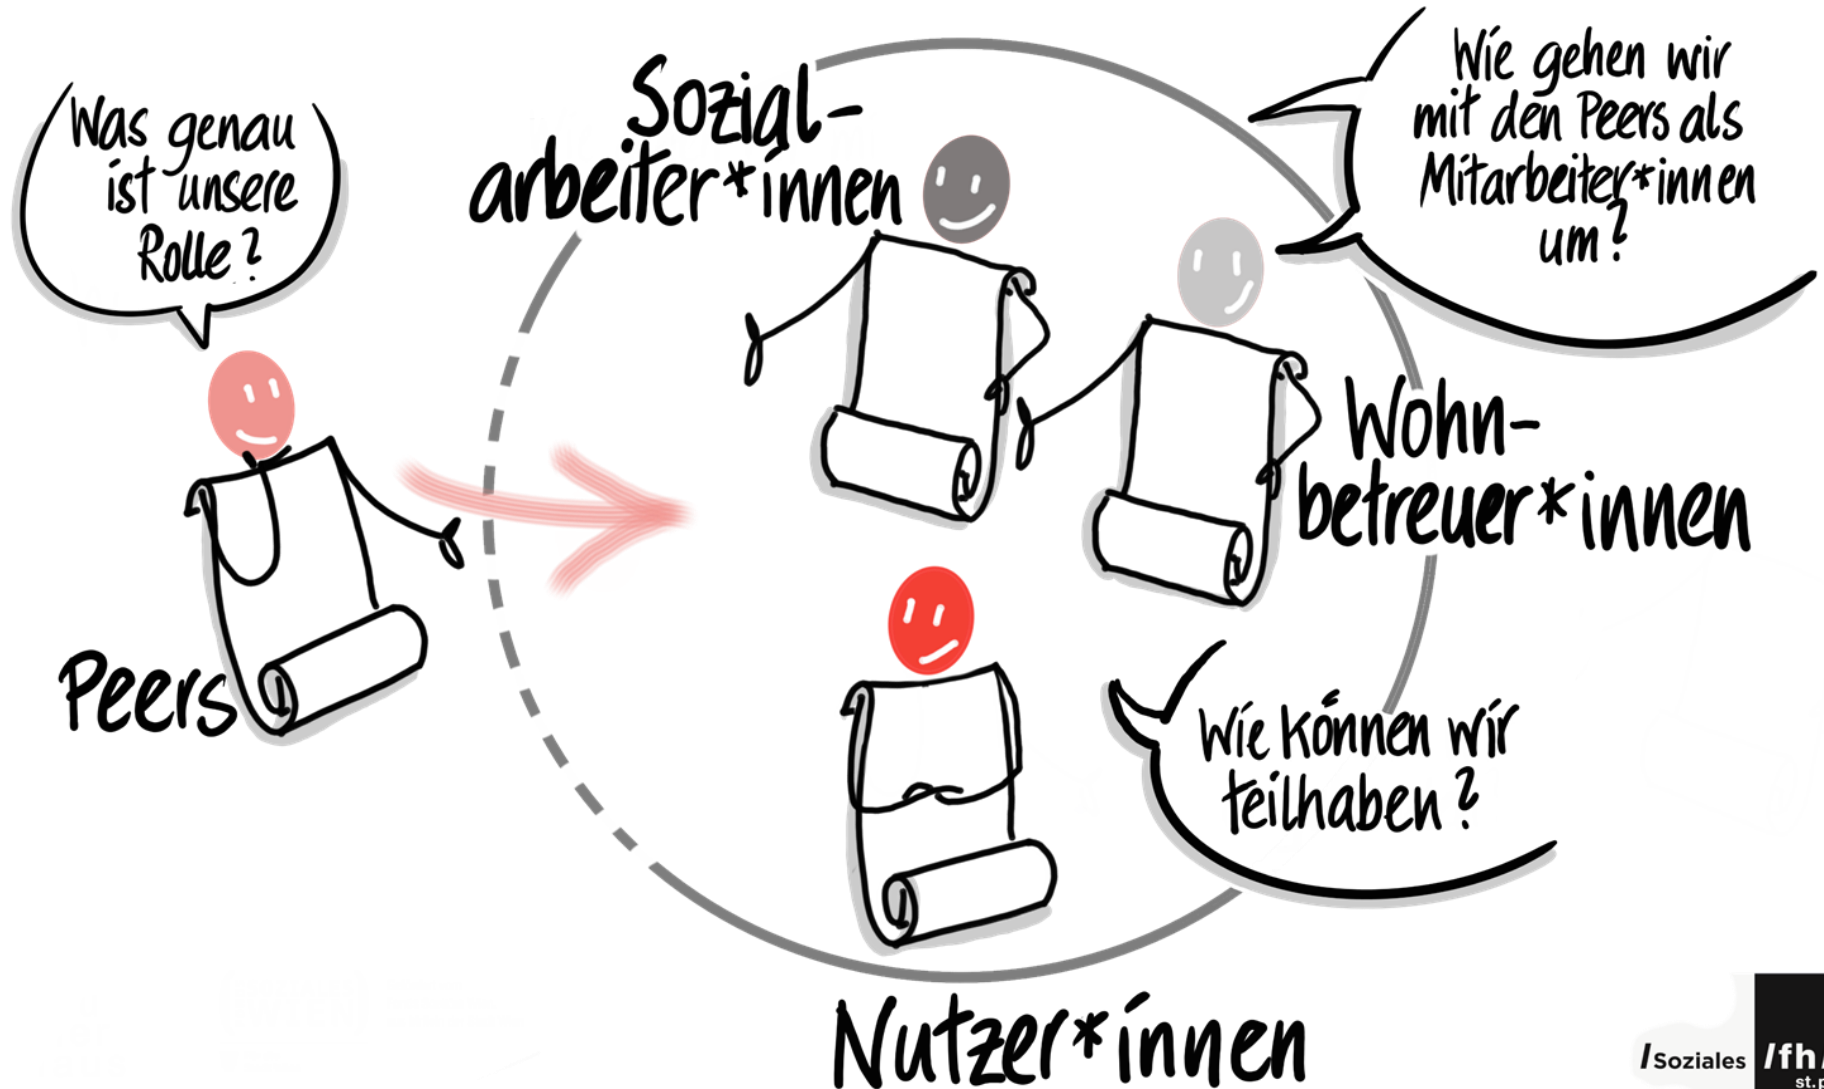 Was genau
ist unsere
Rolle?
Sozial-
arbeiter*innen
Wie gehen wir
mit den Peers als
Mitarbeiter*innen
um?
Wohn-
betreuer*innen
Peers
Wie können wir
teilhaben?
Nutzer*innen
/Soziales
/fh/
st.p